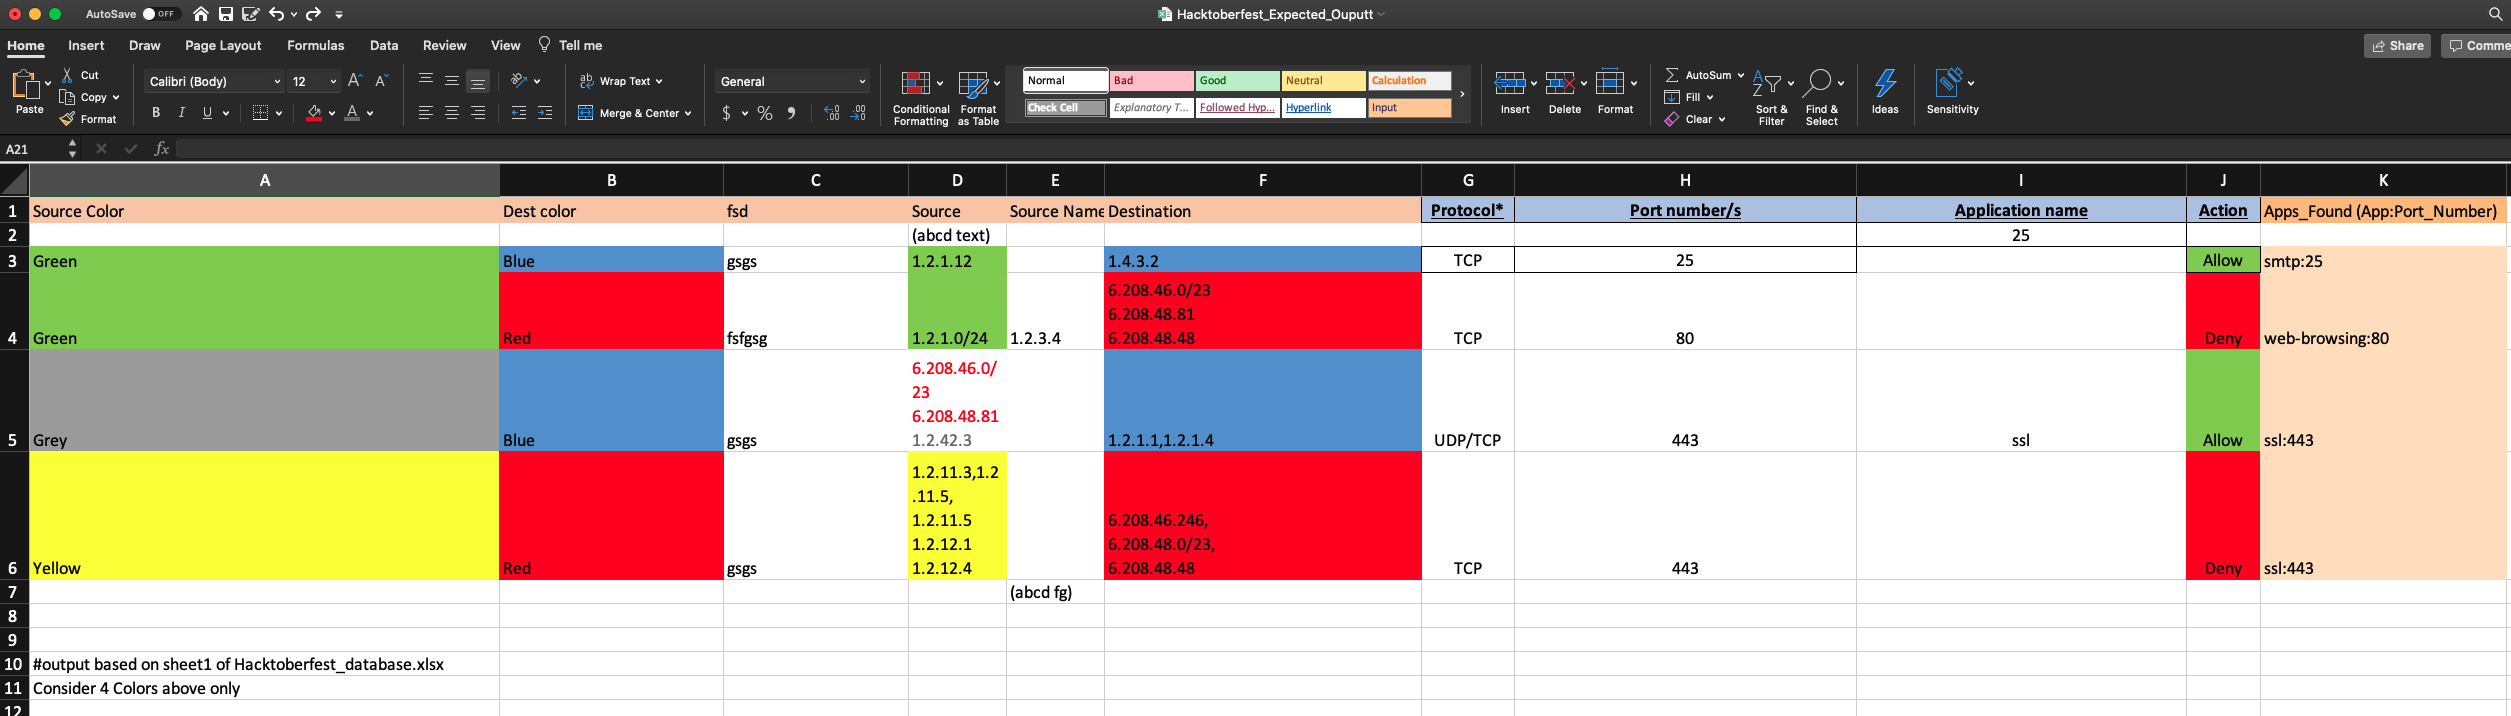 AutoSave OFF Hacktoberfest_Expected_Ouputt
Home Insert Draw Page Layout Formulas Data Review View Tell me Share Comme
Paste Cut Copy Format
Calibri (Body) 12 A A
B I U A
ab Wrap Text
Merge & Center
General
$ % 9
Conditional Formatting
Format as Table
Normal Bad Good Neutral Calculation
Check Cell Explanatory T... Followed Hyp... Hyperlink Input
Insert Delete Format
AutoSum Fill Clear
Sort & Filter
Find & Select
Ideas Sensitivity
A21 fx
A B C D E F G H I J K
1 Source Color Dest color fsd Source Source Name Destination Protocol* Port number/s Application name Action Apps_Found (App:Port_Number)
2 (abcd text) 25
3 Green Blue gsgs 1.2.1.12 1.4.3.2 TCP 25 Allow smtp:25
6.208.46.0/23
6.208.48.81
4 Green Red fsfgsg 1.2.1.0/24 1.2.3.4 6.208.48.48 TCP 80 Deny web-browsing:80
6.208.46.0/
23
6.208.48.81
5 Grey Blue gsgs 1.2.42.3 1.2.1.1,1.2.1.4 UDP/TCP 443 ssl Allow ssl:443
1.2.11.3,1.2
.11.5,
1.2.11.5 6.208.46.246,
1.2.12.1 6.208.48.0/23,
6 Yellow Red gsgs 1.2.12.4 6.208.48.48 TCP 443 Deny ssl:443
7 (abcd fg)
8
9
10 #output based on sheet1 of Hacktoberfest_database.xlsx
11 Consider 4 Colors above only
12